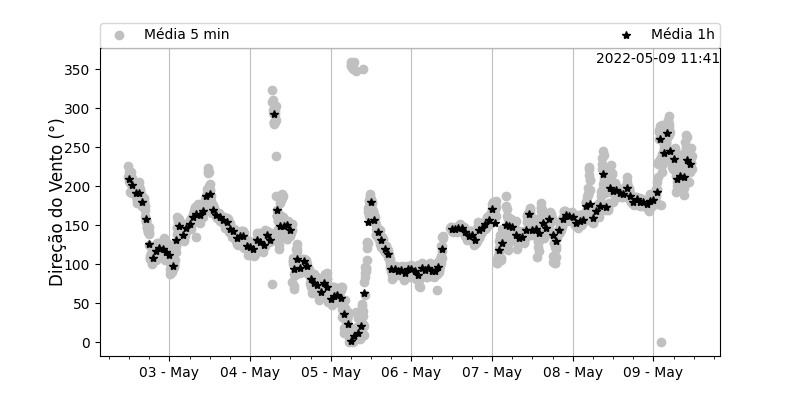 Média 5 min
Média 1h
2022-05-09 11:41
Direção do Vento (°)
350
300
250
200
150
100
50
0
03 - May
04 - May
05 - May
06 - May
07 - May
08 - May
09 - May